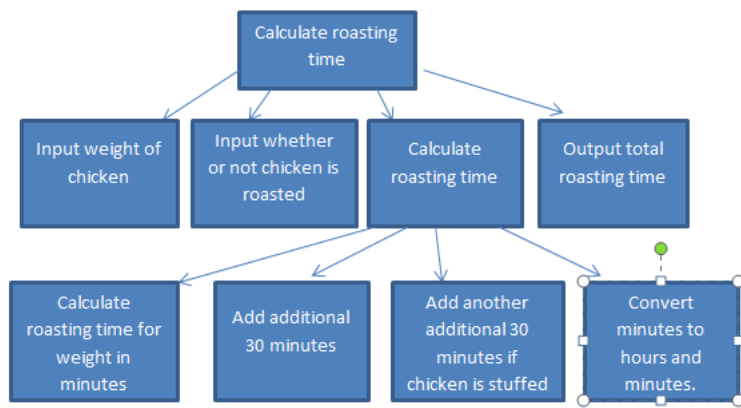 Calculate roasting
time
Input weight of
chicken
Input whether
or not chicken is
roasted
Calculate
roasting time
Output total
roasting time
Calculate
roasting time for
weight in
minutes
Add additional
30 minutes
Add another
additional 30
minutes if
chicken is stuffed
Convert
minutes to
hours and
minutes.